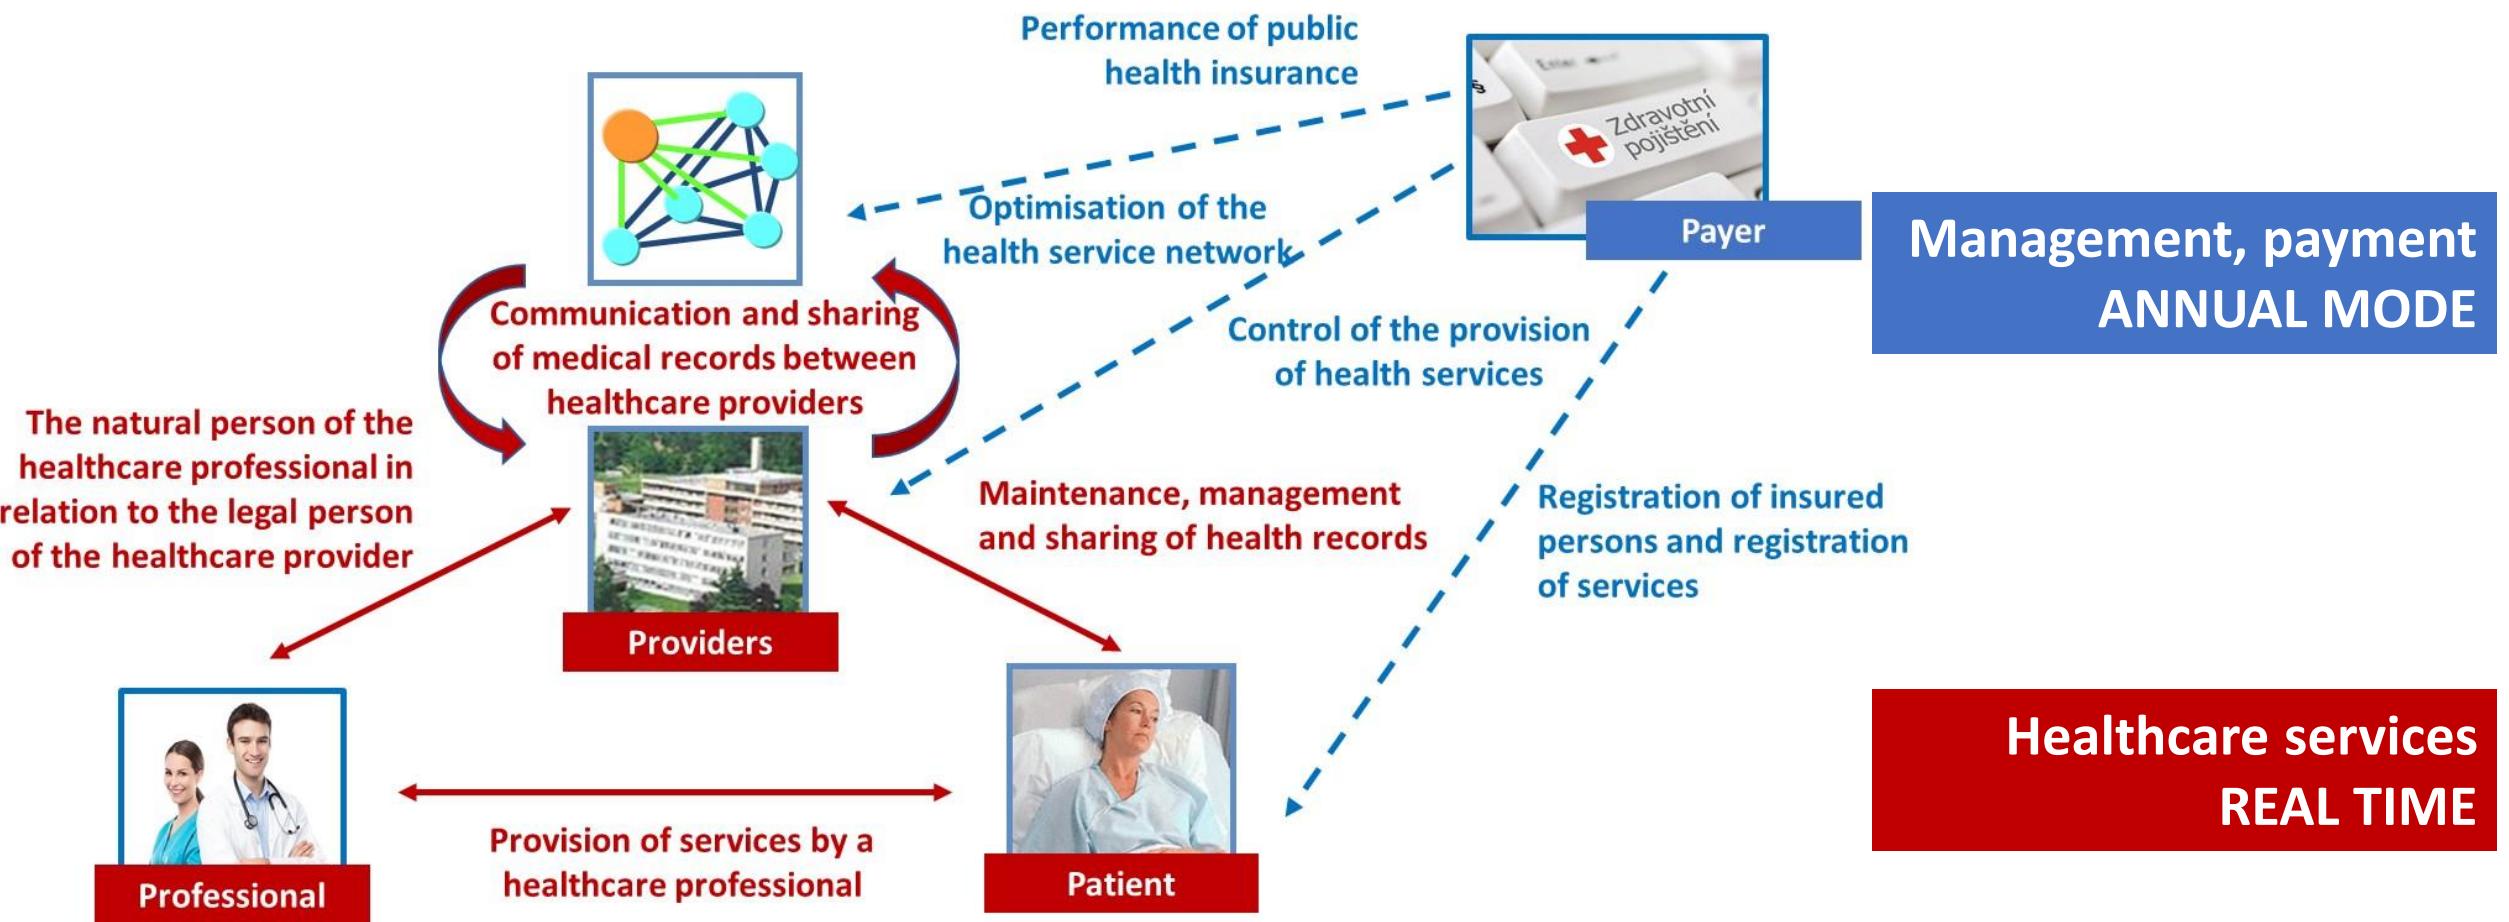 Performance of public
health insurance
Enter
§
Zdravotní
pojištění
Payer
Management, payment
ANNUAL MODE
Optimisation of the
health service network
Communication and sharing
of medical records between
healthcare providers
Control of the provision
of health services
The natural person of the
healthcare professional in
relation to the legal person
of the healthcare provider
Maintenance, management
and sharing of health records
Registration of insured
persons and registration
of services
Providers
Healthcare services
REAL TIME
Provision of services by a
healthcare professional
Professional
Patient